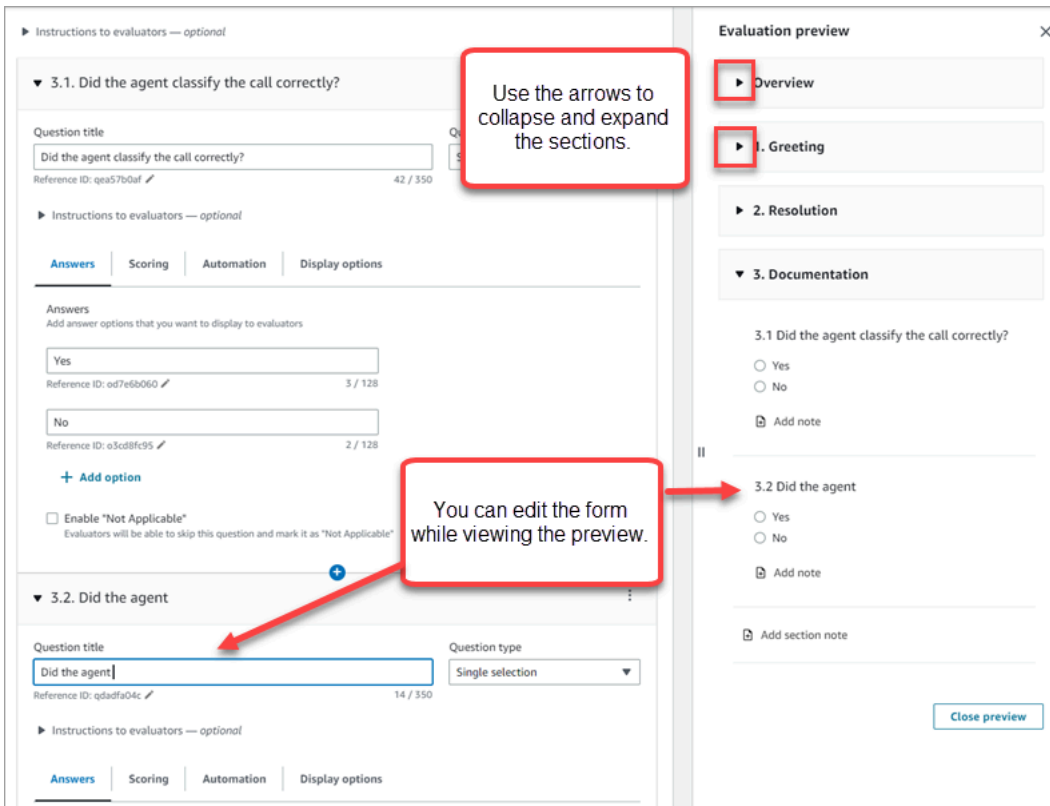 Instructions to evaluators — optional
3.1. Did the agent classify the call correctly?
Question title
Did the agent classify the call correctly?
Reference ID: qea57b0af
42 / 350
Instructions to evaluators — optional
Answers
Scoring
Automation
Display options
Answers
Add answer options that you want to display to evaluators
Yes
Reference ID: od7e6b060
3 / 128
No
Reference ID: o3cd8fc95
2 / 128
+ Add option
Enable "Not Applicable"
Evaluators will be able to skip this question and mark it as "Not Applicable"
3.2. Did the agent
Question title
Question type
Did the agent
Single selection
Reference ID: qdadfa04c
14 / 350
Instructions to evaluators — optional
Answers
Scoring
Automation
Display options
Use the arrows to
collapse and expand
the sections.
You can edit the form
while viewing the preview.
Evaluation preview
Overview
1. Greeting
2. Resolution
3. Documentation
3.1 Did the agent classify the call correctly?
Yes
No
Add note
3.2 Did the agent
Yes
No
Add note
Add section note
Close preview